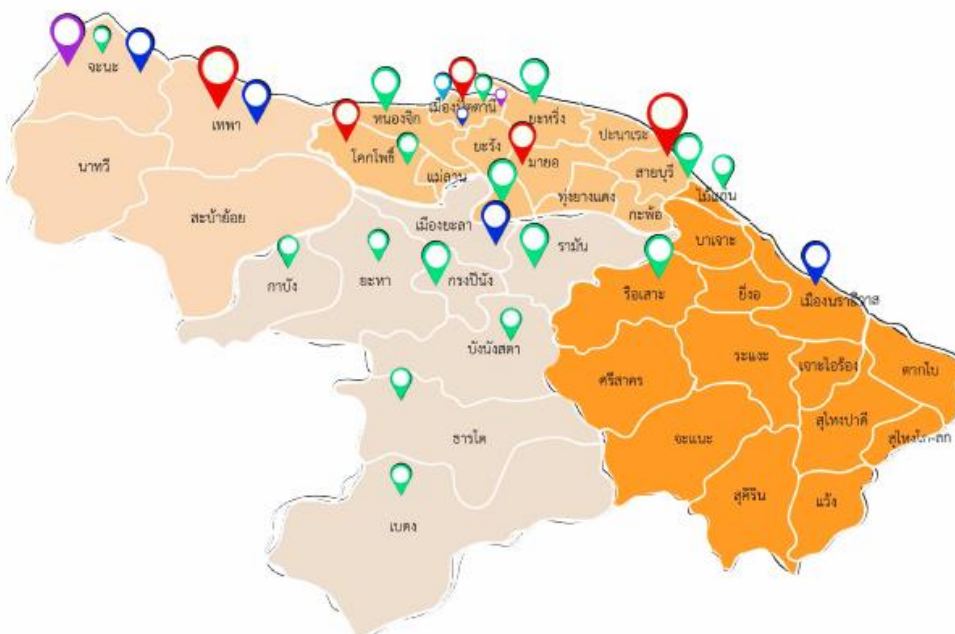 จะนะ
เทพา
นาทวี
สะบ้าย้อย
หนองจิก
เมืองปัตตานี
ยะหริ่ง
ปะนาเระ
โคกโพธิ์
ยะรัง
มายอ
สายบุรี
แม่ลาน
ทุ่งยางแดง
กะพ้อ
ไม้แก่น
เมืองยะลา
รามัน
กาบัง
ยะหา
กรงปินัง
บันนังสตา
ธารโต
เบตง
บาเจาะ
รือเสาะ
ยี่งอ
เมืองนราธิวาส
ศรีสาคร
ระแงะ
เจาะไอร้อง
ตากใบ
จะแนะ
สุไหงปาดี
สุไหงโก-ลก
สุคิริน
แว้ง